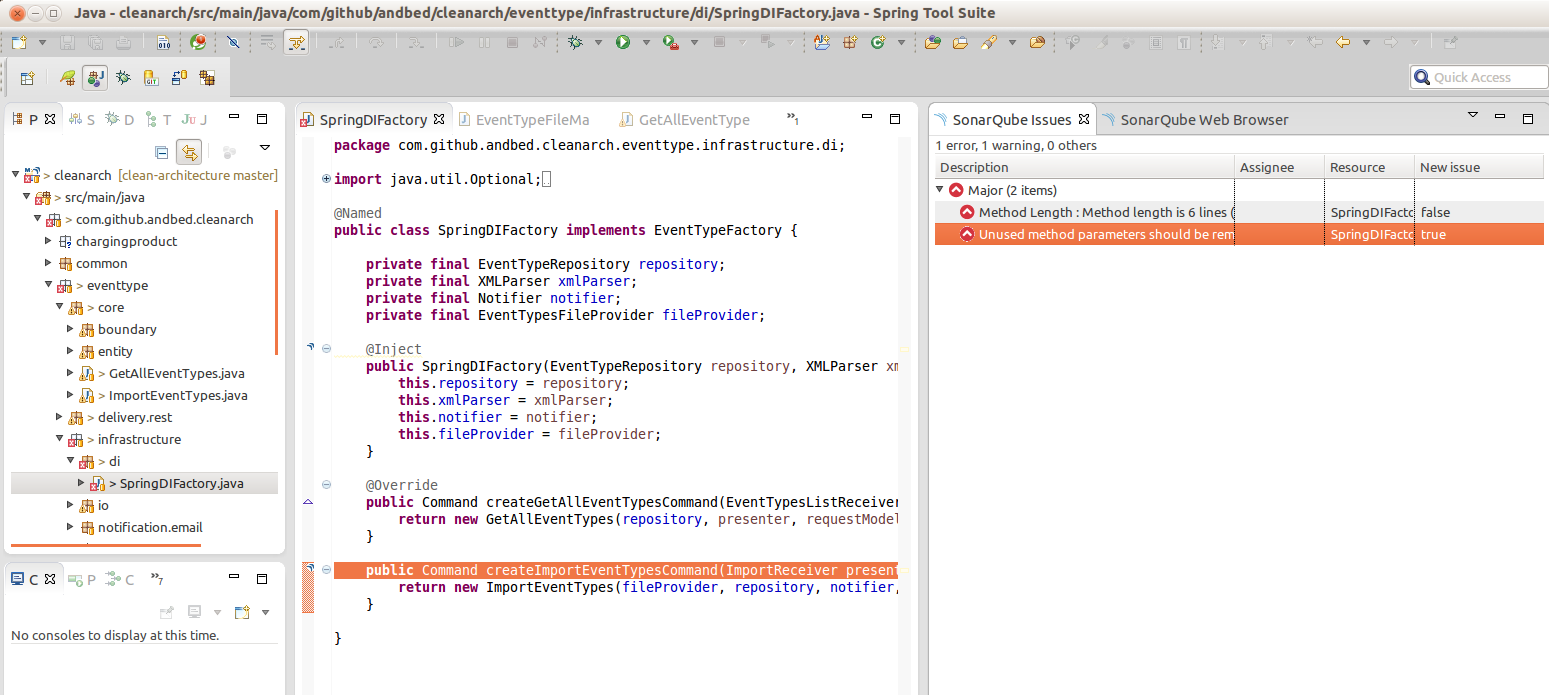 Java - cleanarch/src/main/java/com/github/andbed/cleanarch/eventtype/infrastructure/di/SpringDIFactory.java - Spring Tool Suite
Quick Access
P S D T Ju J
> cleanarch [clean-architecture master]
> src/main/java
> com.github.andbed.cleanarch
chargingproduct
common
> eventtype
> core
boundary
entity
> GetAllEventTypes.java
> ImportEventTypes.java
> delivery.rest
> infrastructure
> di
> SpringDIFactory.java
io
notification.email
C P C »7
No consoles to display at this time.
SpringDIFactory EventTypeFileMa GetAllEventType »1
package com.github.andbed.cleanarch.eventtype.infrastructure.di;
import java.util.Optional;
@Named
public class SpringDIFactory implements EventTypeFactory {
private final EventTypeRepository repository;
private final XMLParser xmlParser;
private final Notifier notifier;
private final EventTypesFileProvider fileProvider;
@Inject
public SpringDIFactory(EventTypeRepository repository, XMLParser xm
this.repository = repository;
this.xmlParser = xmlParser;
this.notifier = notifier;
this.fileProvider = fileProvider;
}
@Override
public Command createGetAllEventTypesCommand(EventTypesListReceiver
return new GetAllEventTypes(repository, presenter, requestModel
}
public Command createImportEventTypesCommand(ImportReceiver present
return new ImportEventTypes(fileProvider, repository, notifier,
}
}
SonarQube Issues SonarQube Web Browser
1 error, 1 warning, 0 others
Description Assignee Resource New issue
Major (2 items)
Method Length : Method length is 6 lines ( SpringDIFacto false
Unused method parameters should be rem SpringDIFacto true